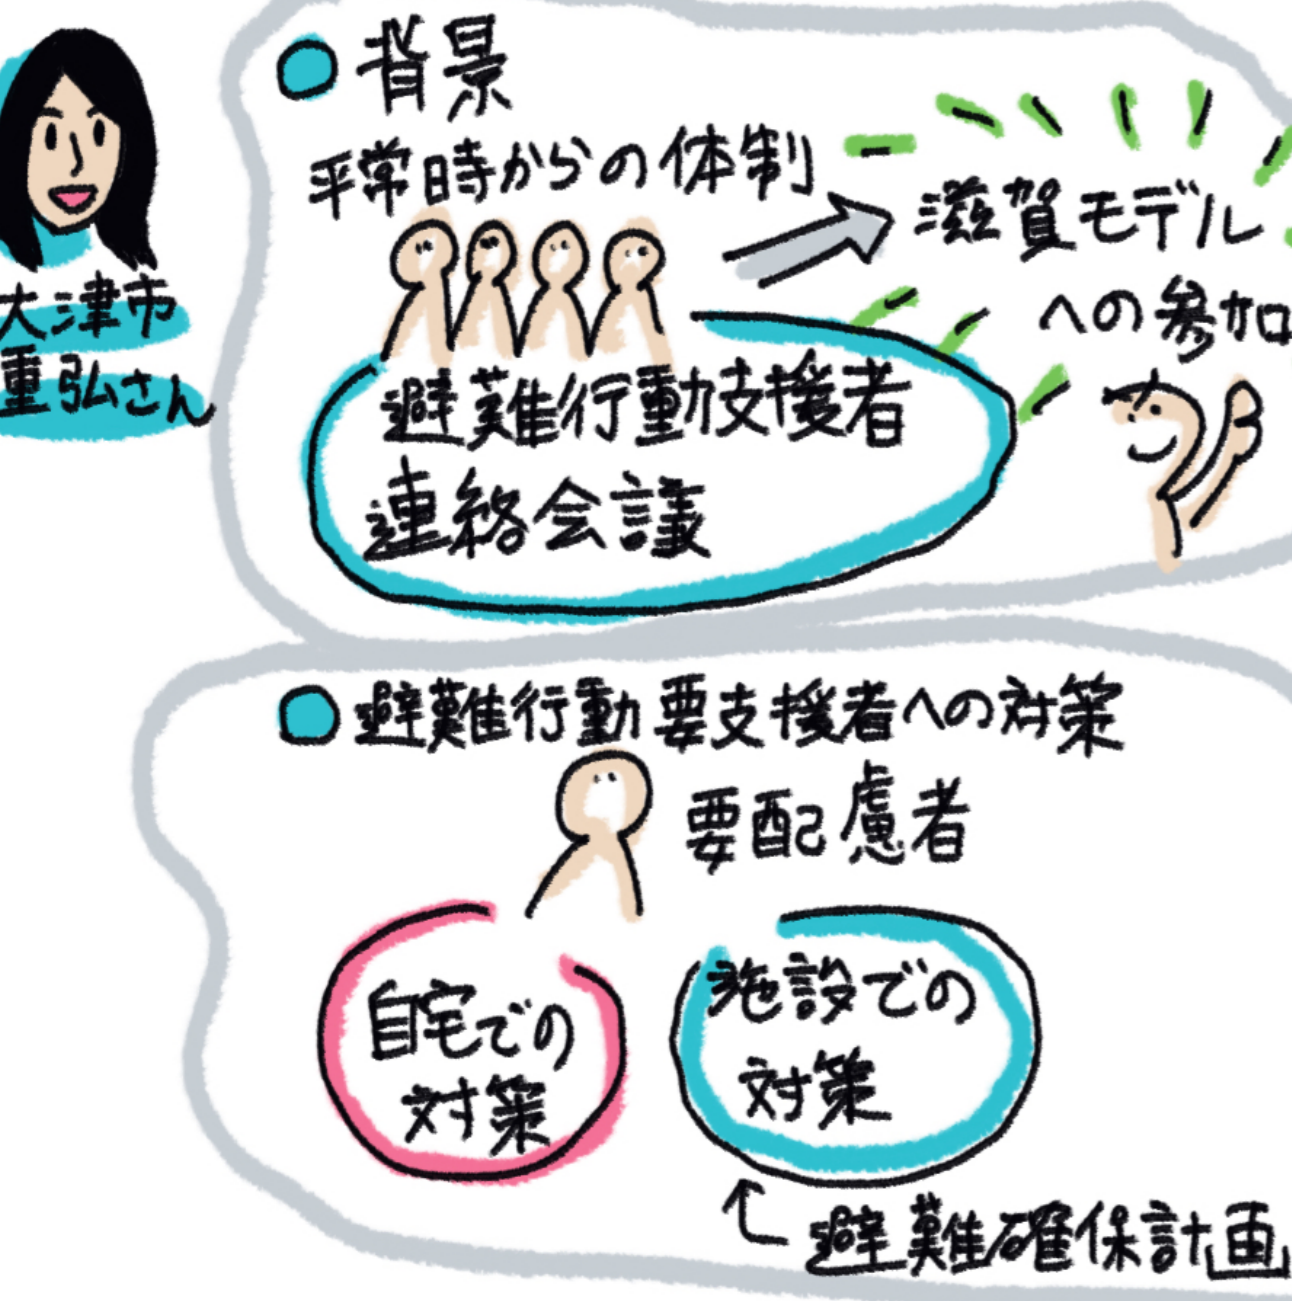 大津市
重弘さん
背景
平常時からの体制
滋賀モデル
への参加
避難行動支援者
連絡会議
避難行動要支援者への対策
要配慮者
自宅での
対策
施設での
対策
避難確保計画